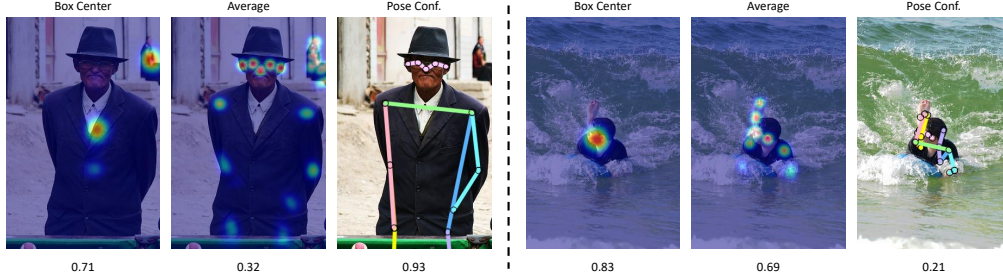 Box Center Average Pose Conf. Box Center Average Pose Conf.
0.71 0.32 0.93 0.83 0.69 0.21